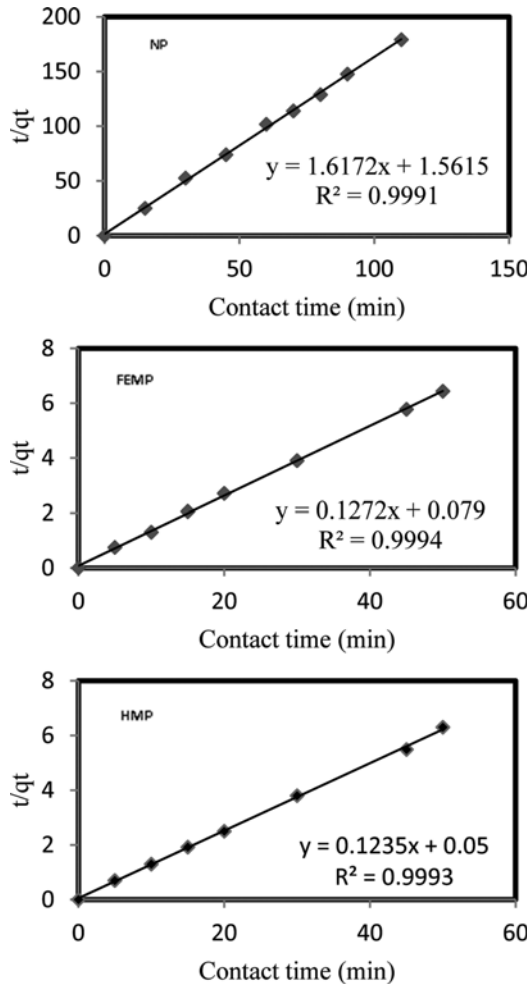 200
NP
150
t/qt
100
50
y = 1.6172x + 1.5615
R² = 0.9991
0
0 50 100 150
Contact time (min)
8
FEMP
6
t/qt
4
2
y = 0.1272x + 0.079
R² = 0.9994
0
0 20 40 60
Contact time (min)
8
HMP
6
t/qt
4
2
y = 0.1235x + 0.05
R² = 0.9993
0
0 20 40 60
Contact time (min)